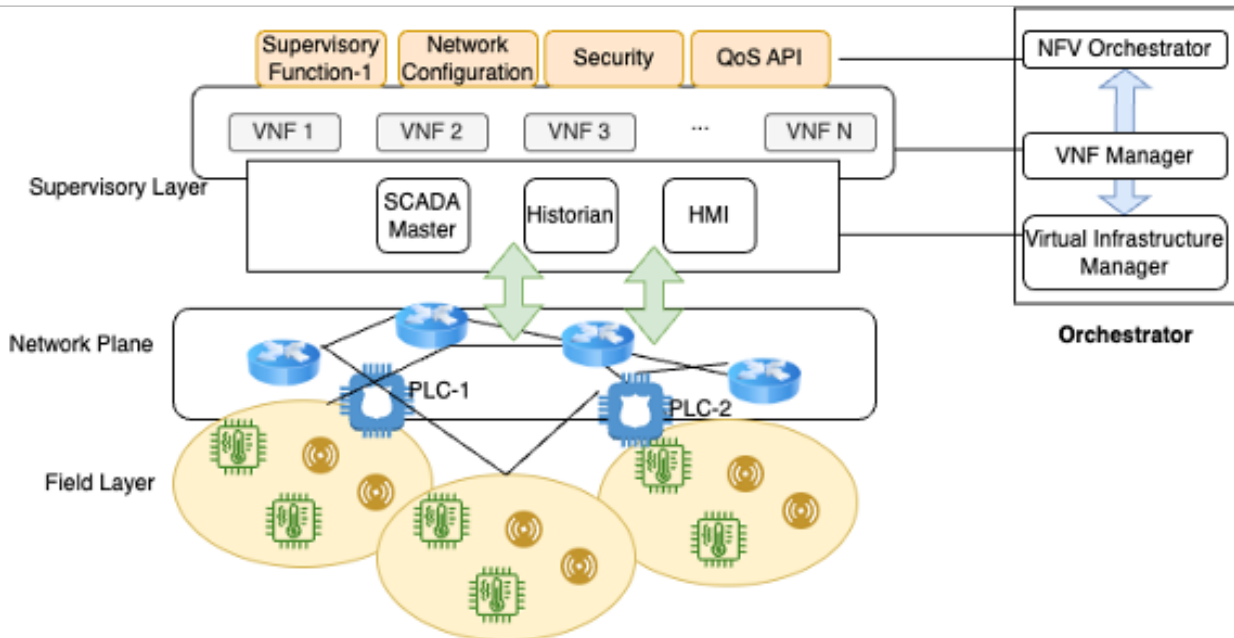 Supervisory
Function-1
Network
Configuration
Security
QoS API
NFV Orchestrator
VNF 1
VNF 2
VNF 3
...
VNF N
VNF Manager
Supervisory Layer
SCADA
Master
Historian
HMI
Virtual Infrastructure
Manager
Orchestrator
Network Plane
PLC-1
PLC-2
Field Layer